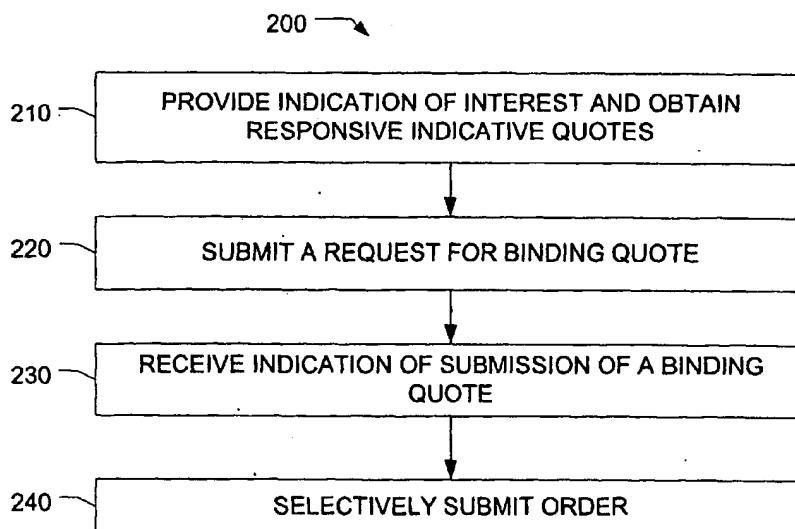 200
210
PROVIDE INDICATION OF INTEREST AND OBTAIN
RESPONSIVE INDICATIVE QUOTES
220
SUBMIT A REQUEST FOR BINDING QUOTE
230
RECEIVE INDICATION OF SUBMISSION OF A BINDING
QUOTE
240
SELECTIVELY SUBMIT ORDER